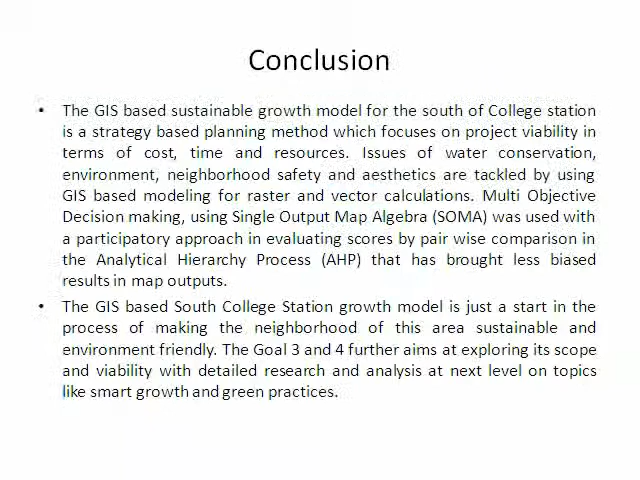 Conclusion
• The GIS based sustainable growth model for the south of College station
is a strategy based planning method which focuses on project viability in
terms of cost, time and resources. Issues of water conservation,
environment, neighborhood safety and aesthetics are tackled by using
GIS based modeling for raster and vector calculations. Multi Objective
Decision making, using Single Output Map Algebra (SOMA) was used with
a participatory approach in evaluating scores by pair wise comparison in
the Analytical Hierarchy Process (AHP) that has brought less biased
results in map outputs.
• The GIS based South College Station growth model is just a start in the
process of making the neighborhood of this area sustainable and
environment friendly. The Goal 3 and 4 further aims at exploring its scope
and viability with detailed research and analysis at next level on topics
like smart growth and green practices.